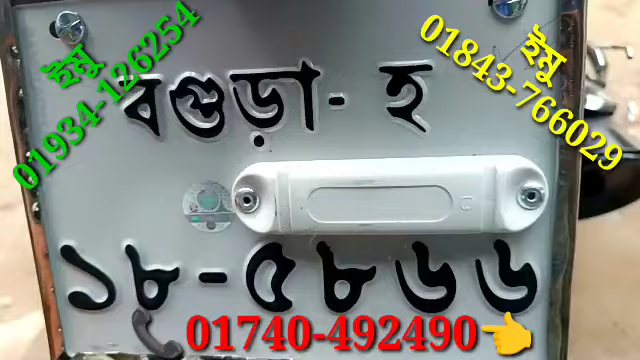 ইমু
01934-126254
ইমু
01843-766029
বগুড়া- হ
১৮-৫৮৬৬
01740-492490